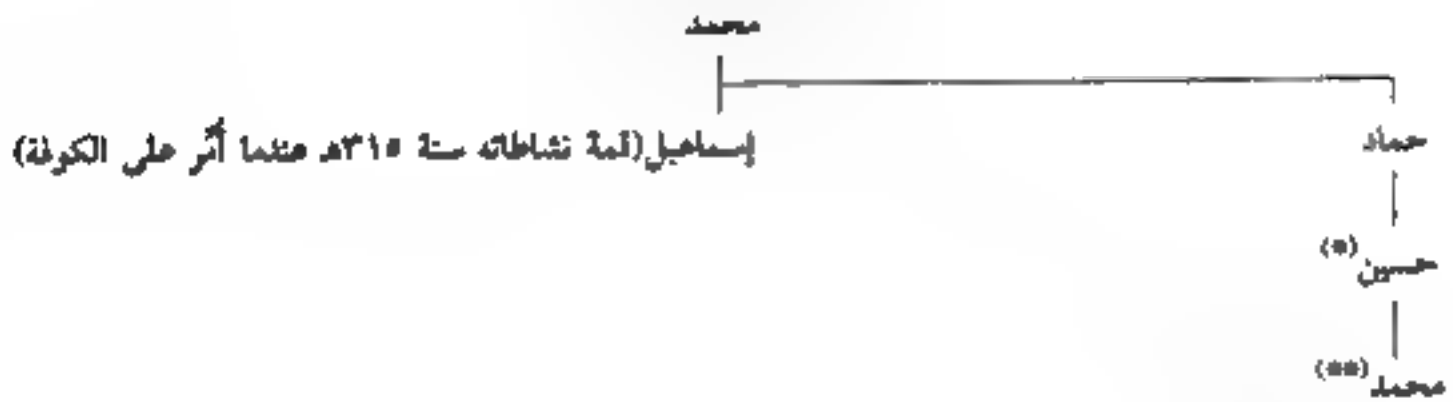 محمد
حماد
إسماعيل (قمة نشاطاته سنة ٣١٥هـ عندما أثر على الكوفة)
حسين (*)
محمد (**)